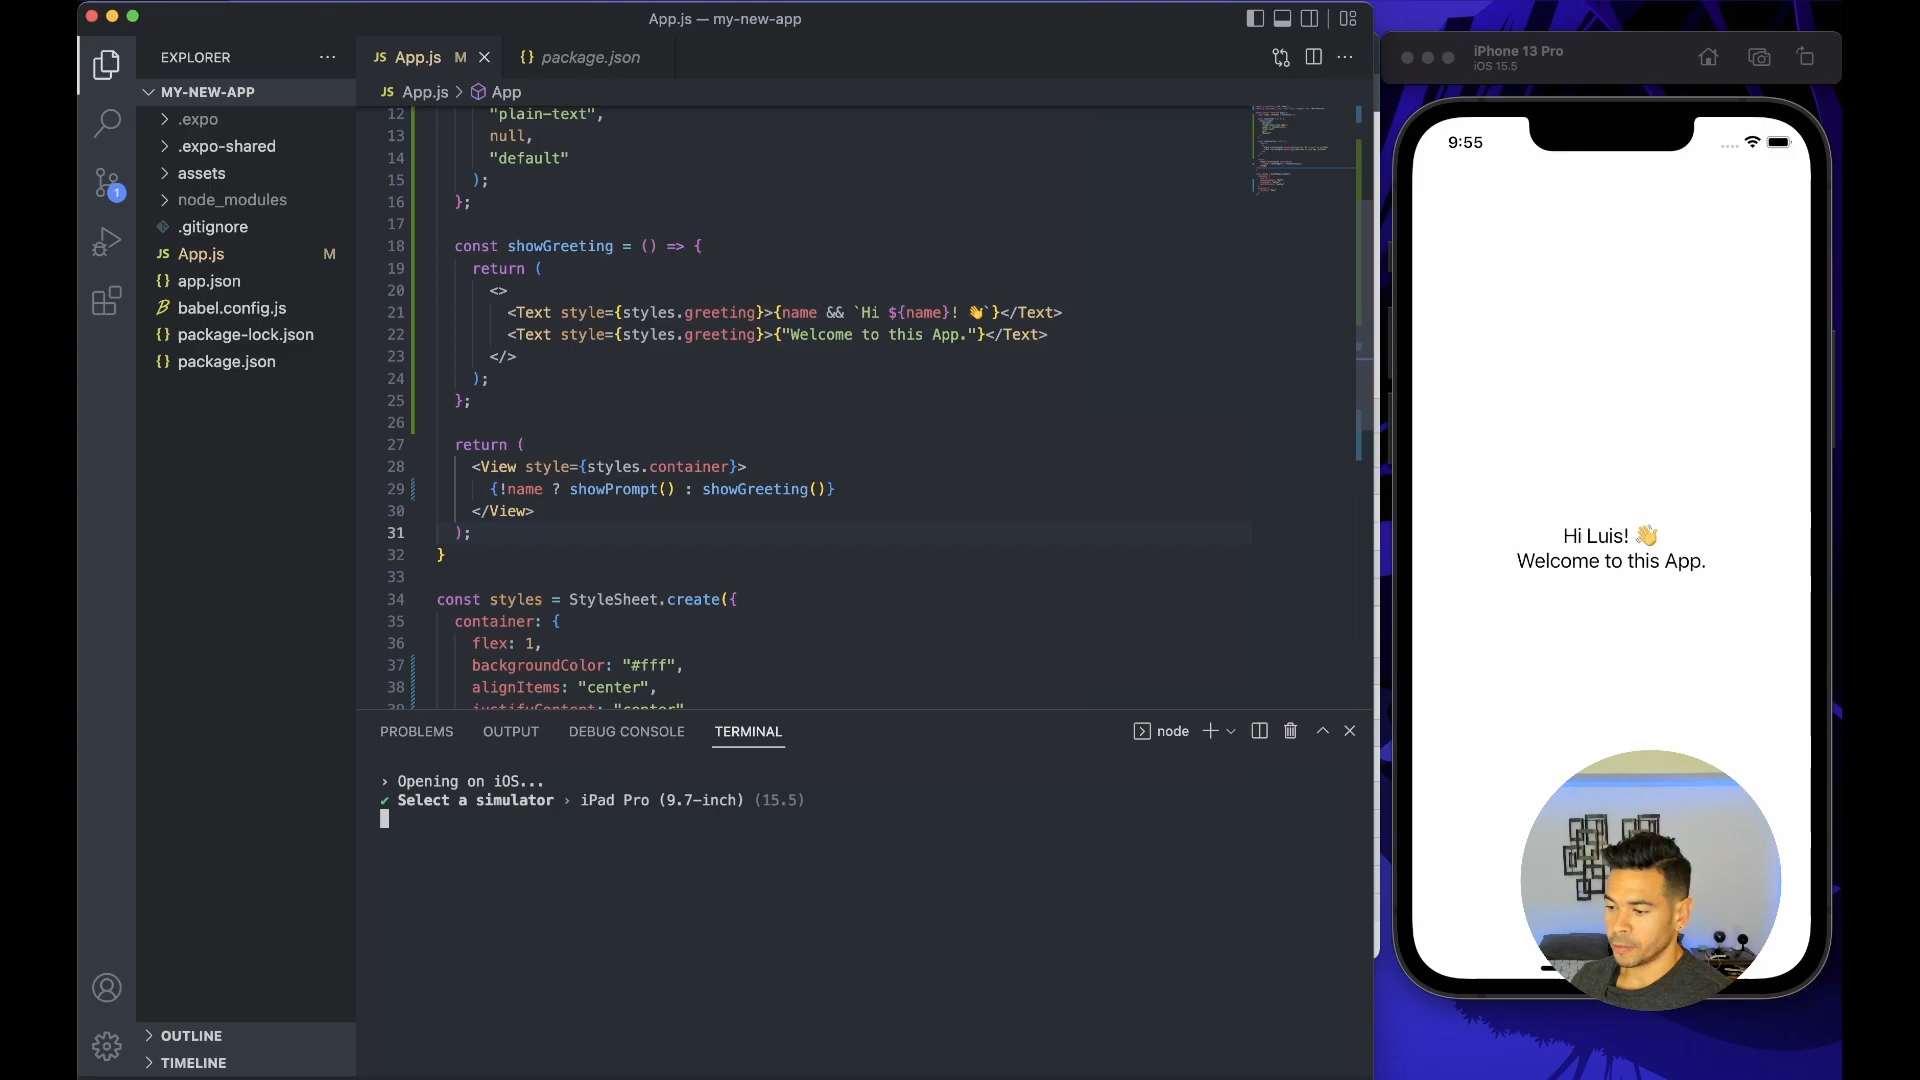 App.js — my-new-app
EXPLORER
MY-NEW-APP
.expo
.expo-shared
assets
node_modules
.gitignore
JS App.js M
{} app.json
babel.config.js
{} package-lock.json
{} package.json
OUTLINE
TIMELINE
1
JS App.js M
{} package.json
JS App.js > App
12 "plain-text",
13 null,
14 "default"
15 );
16 };
17
18 const showGreeting = () => {
19 return (
20 <>
21 <Text style={styles.greeting}>{name && `Hi ${name}! 👋`}</Text>
22 <Text style={styles.greeting}>{"Welcome to this App."}</Text>
23 </>
24 );
25 };
26
27 return (
28 <View style={styles.container}>
29 {!name ? showPrompt() : showGreeting()}
30 </View>
31 );
32 }
33
34 const styles = StyleSheet.create({
35 container: {
36 flex: 1,
37 backgroundColor: "#fff",
38 alignItems: "center",
39 justifyContent: "center"
PROBLEMS OUTPUT DEBUG CONSOLE TERMINAL
node
› Opening on iOS...
✔ Select a simulator › iPad Pro (9.7-inch) (15.5)
iPhone 13 Pro
iOS 15.5
9:55
Hi Luis! 👋
Welcome to this App.